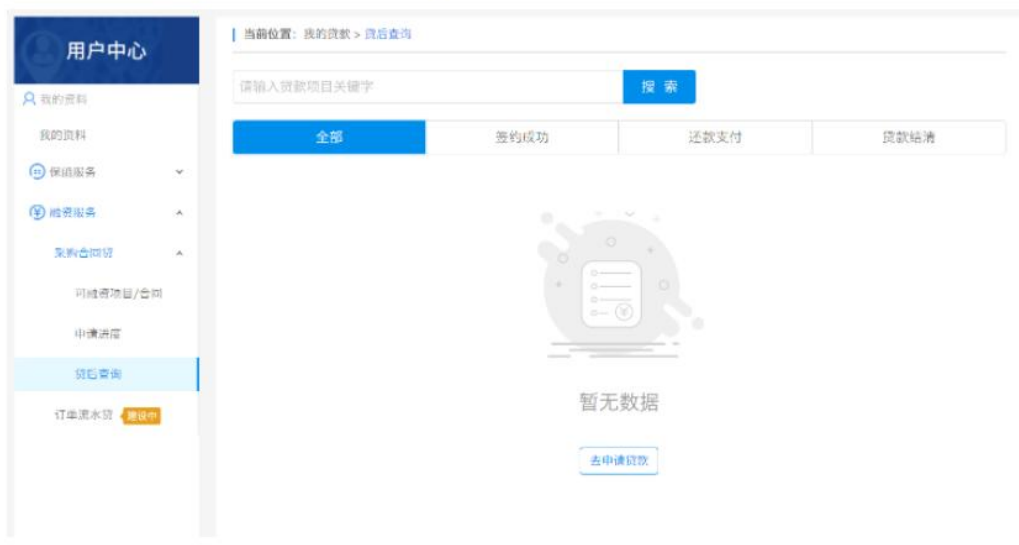 用户中心
当前位置：我的贷款 > 贷后查询
请输入贷款项目关键字
搜 索
我的资料
我的资料
全部
签约成功
还款支付
贷款结清
保函服务
融资服务
采购合同贷
可融资项目/合同
申请进度
贷后查询
订单流水贷
建设中
暂无数据
去申请贷款